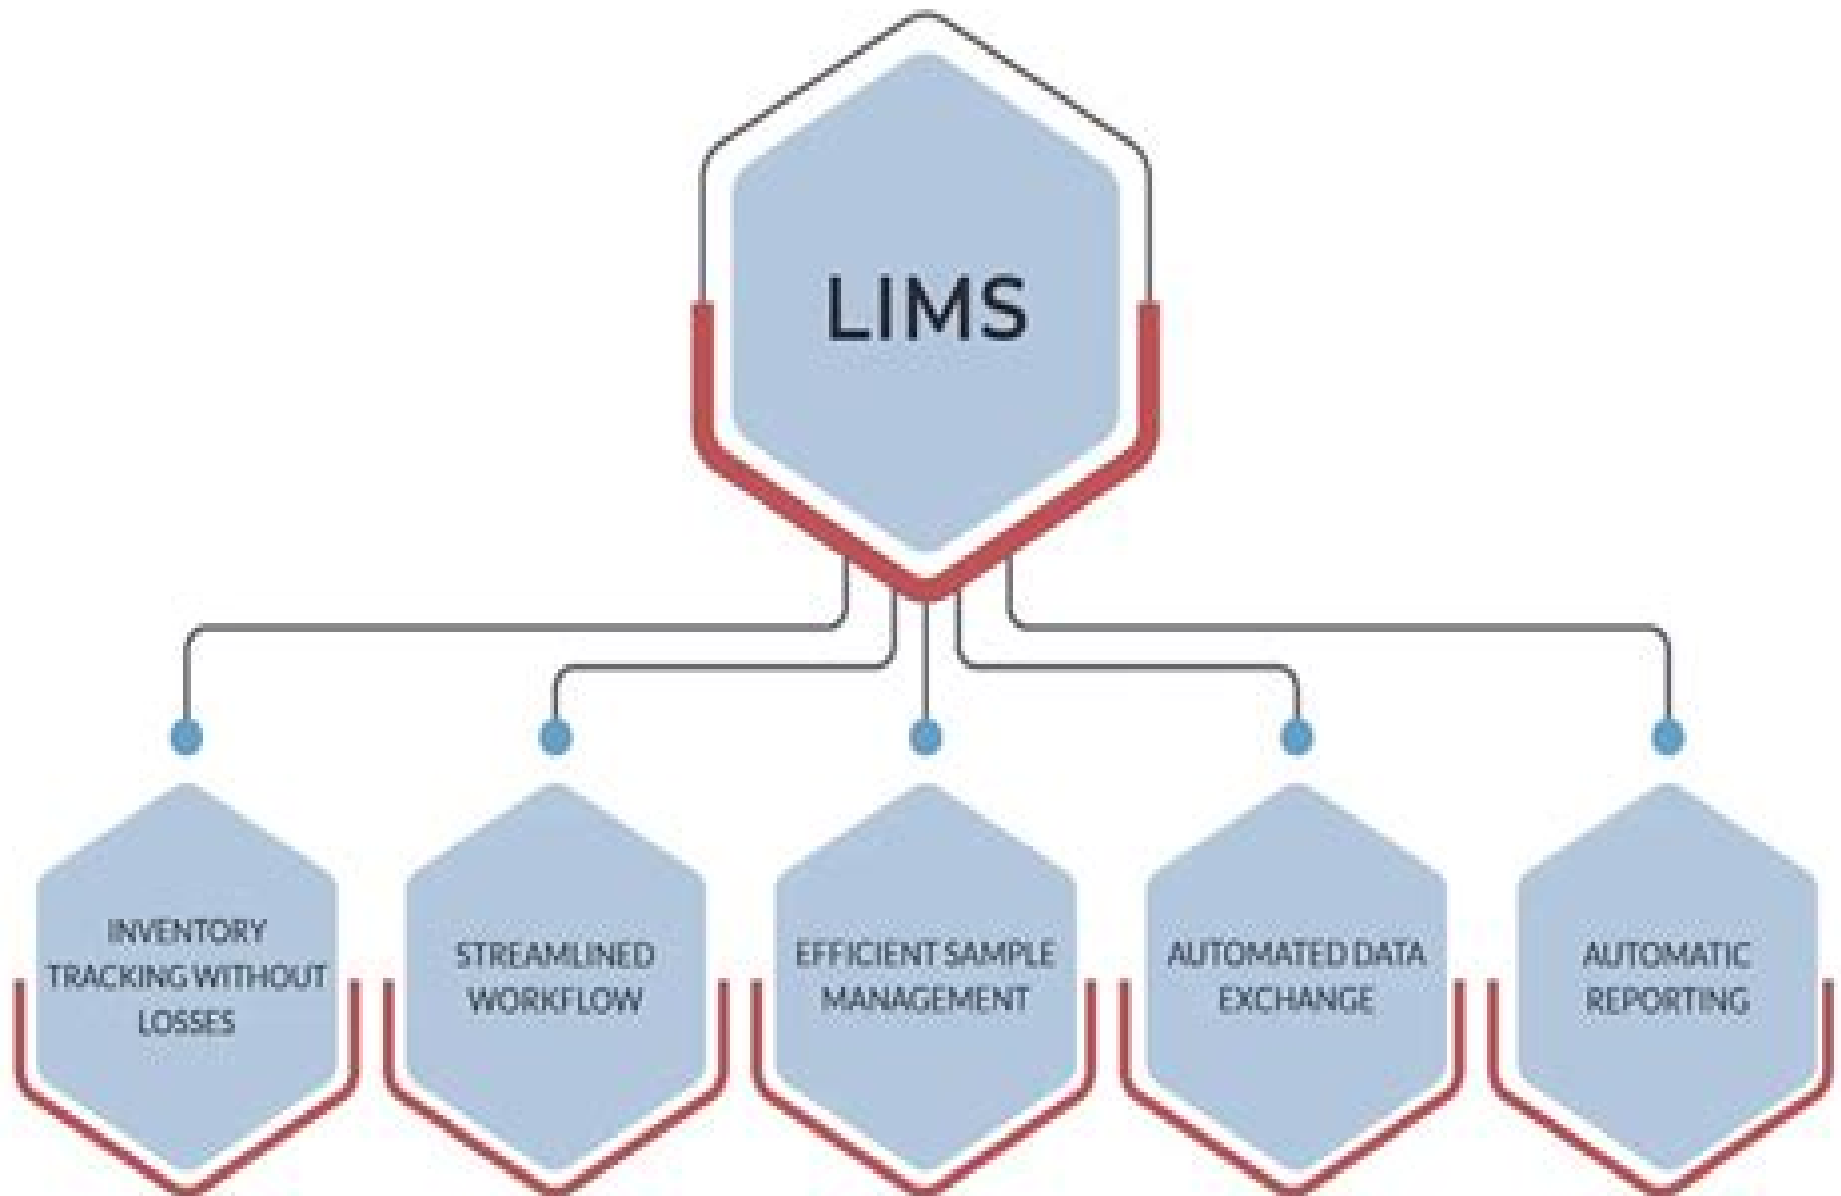 LIMS
INVENTORY
TRACKING WITHOUT
LOSSES
STREAMLINED
WORKFLOW
EFFICIENT SAMPLE
MANAGEMENT
AUTOMATED DATA
EXCHANGE
AUTOMATIC
REPORTING